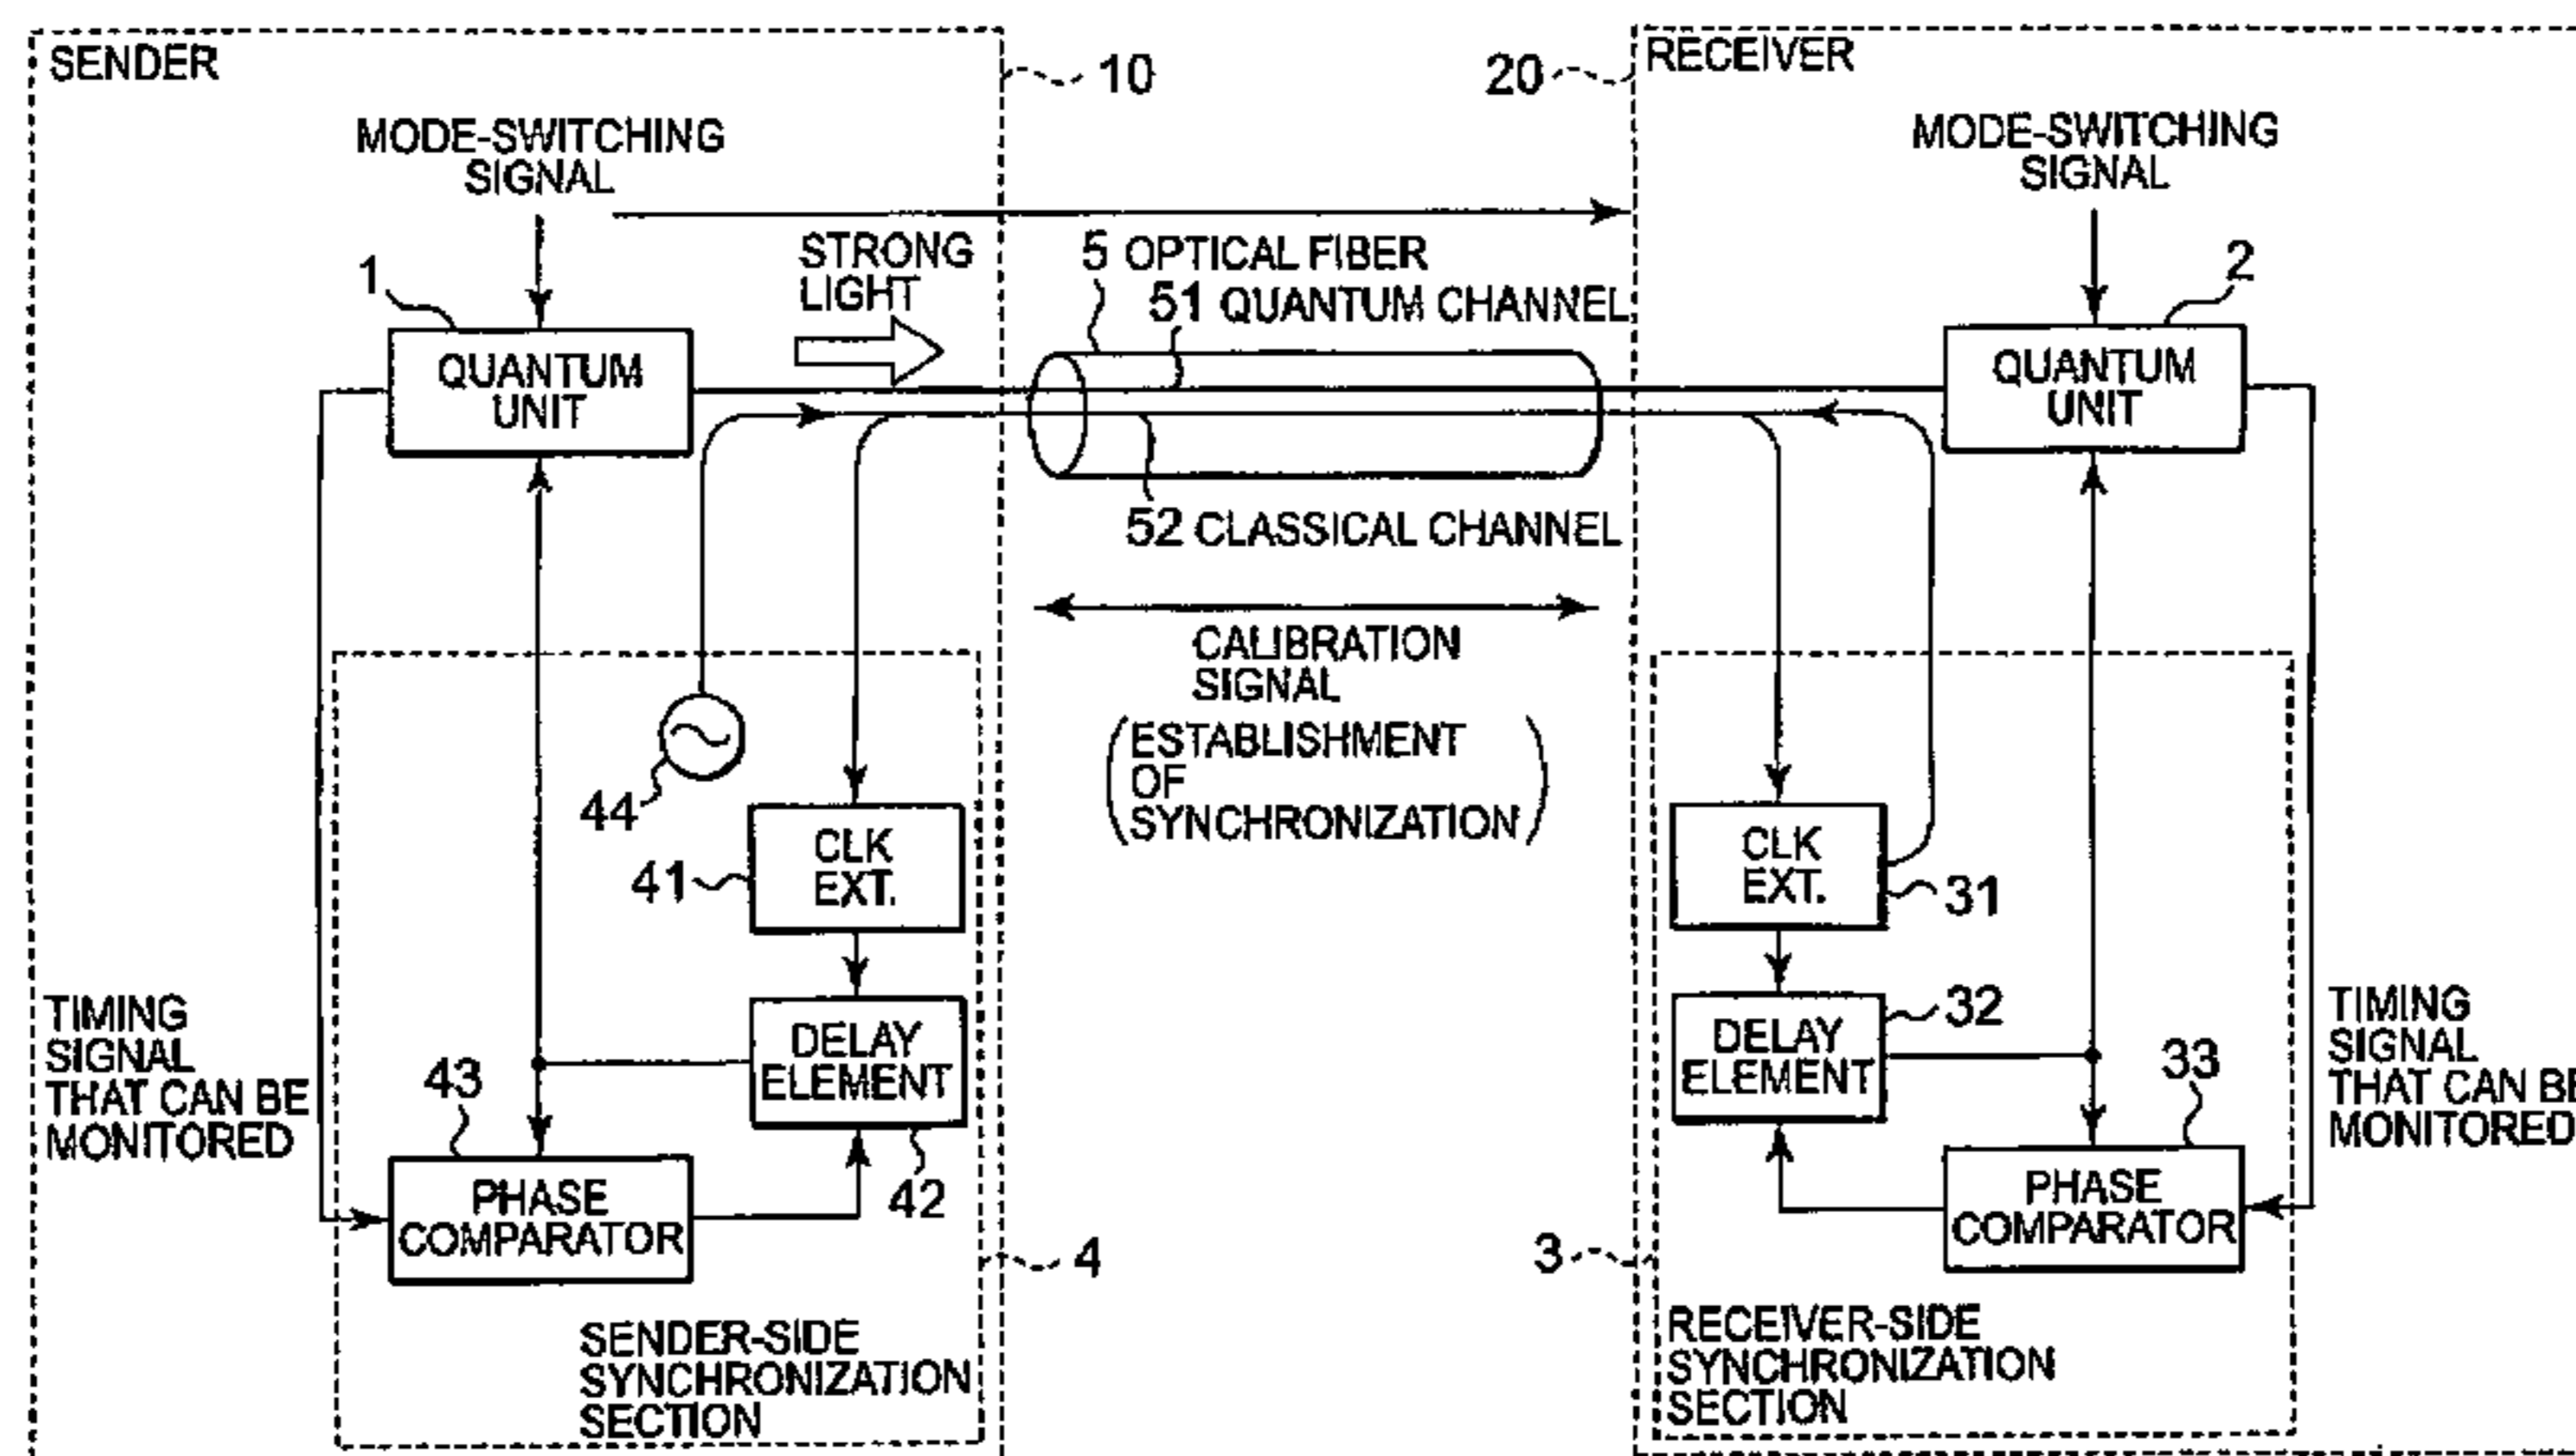 SENDER
10
20
RECEIVER
MODE-SWITCHING
SIGNAL
MODE-SWITCHING
SIGNAL
1
STRONG
LIGHT
5 OPTICAL FIBER
51 QUANTUM CHANNEL
2
QUANTUM
UNIT
QUANTUM
UNIT
52 CLASSICAL CHANNEL
CALIBRATION
SIGNAL
(ESTABLISHMENT
OF
SYNCHRONIZATION)
44
CLK
EXT.
41
CLK
EXT.
31
TIMING
SIGNAL
THAT CAN BE
MONITORED
DELAY
ELEMENT
42
43
PHASE
COMPARATOR
4
SENDER-SIDE
SYNCHRONIZATION
SECTION
DELAY
ELEMENT
32
33
PHASE
COMPARATOR
3
RECEIVER-SIDE
SYNCHRONIZATION
SECTION
TIMING
SIGNAL
THAT CAN BE
MONITORED